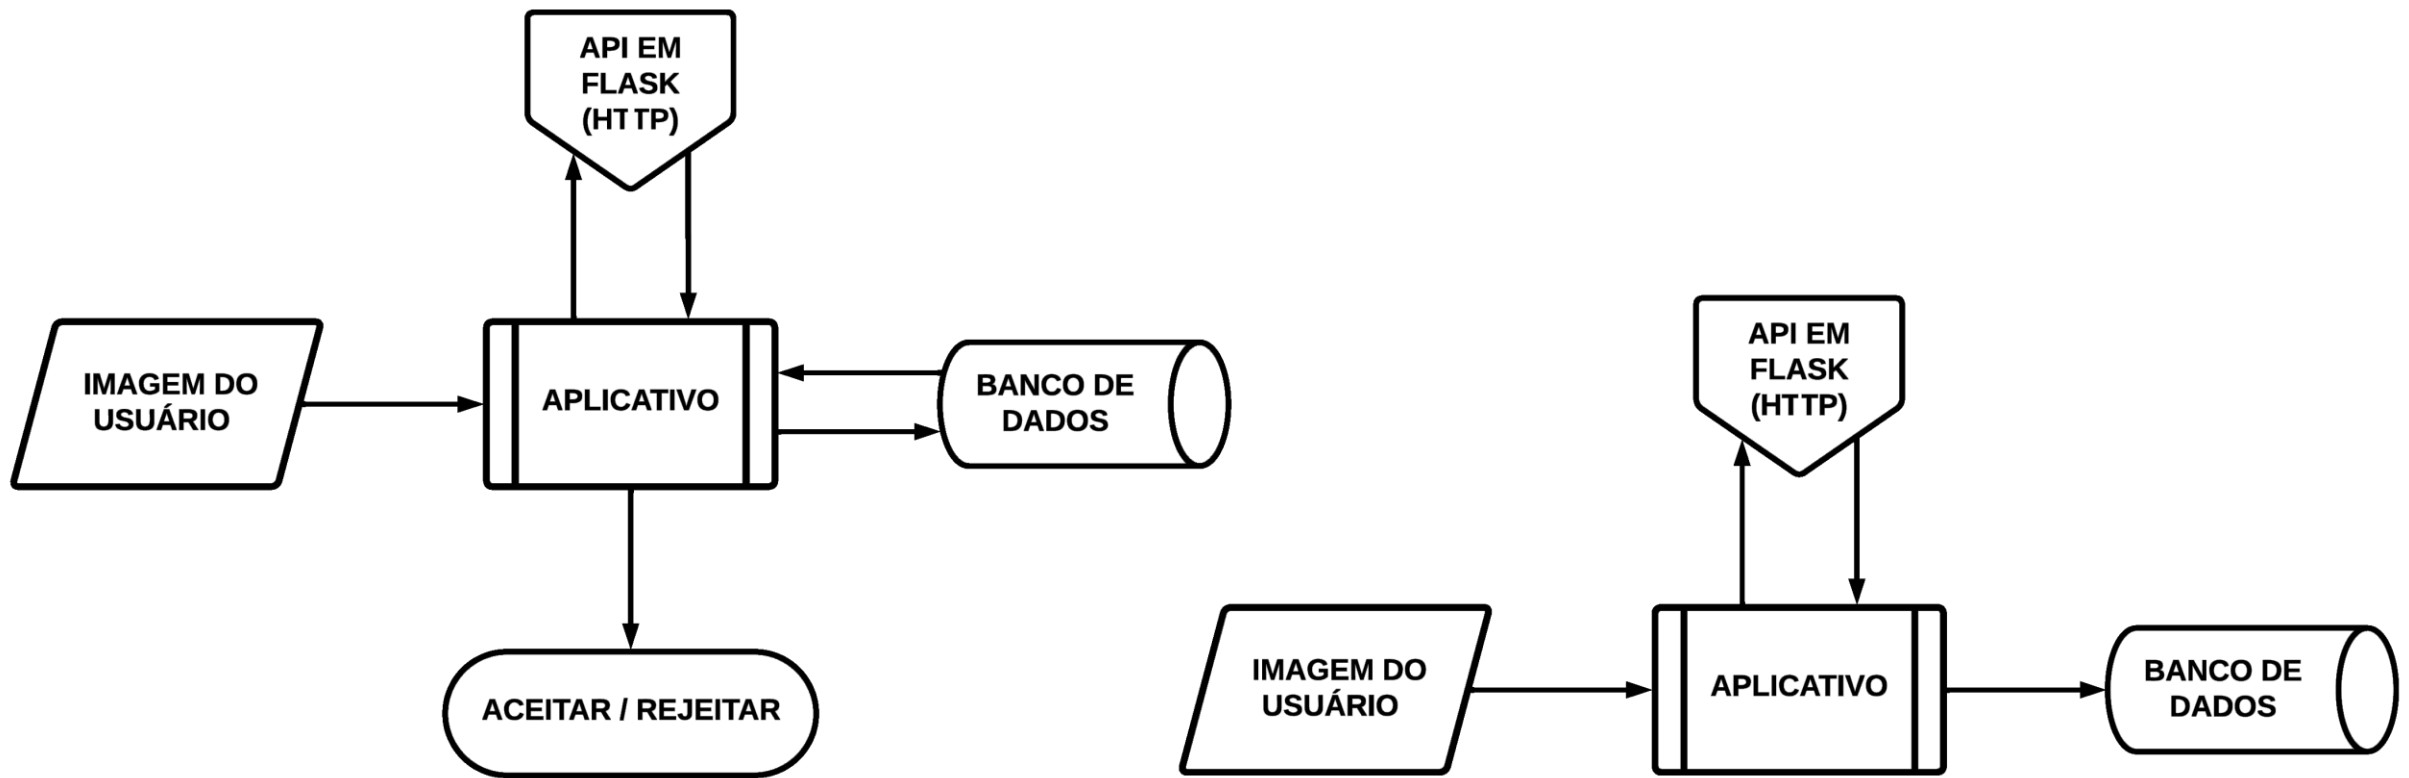 API EM
FLASK
(HTTP)
IMAGEM DO
USUÁRIO
APLICATIVO
BANCO DE
DADOS
ACEITAR / REJEITAR
API EM
FLASK
(HTTP)
IMAGEM DO
USUÁRIO
APLICATIVO
BANCO DE
DADOS